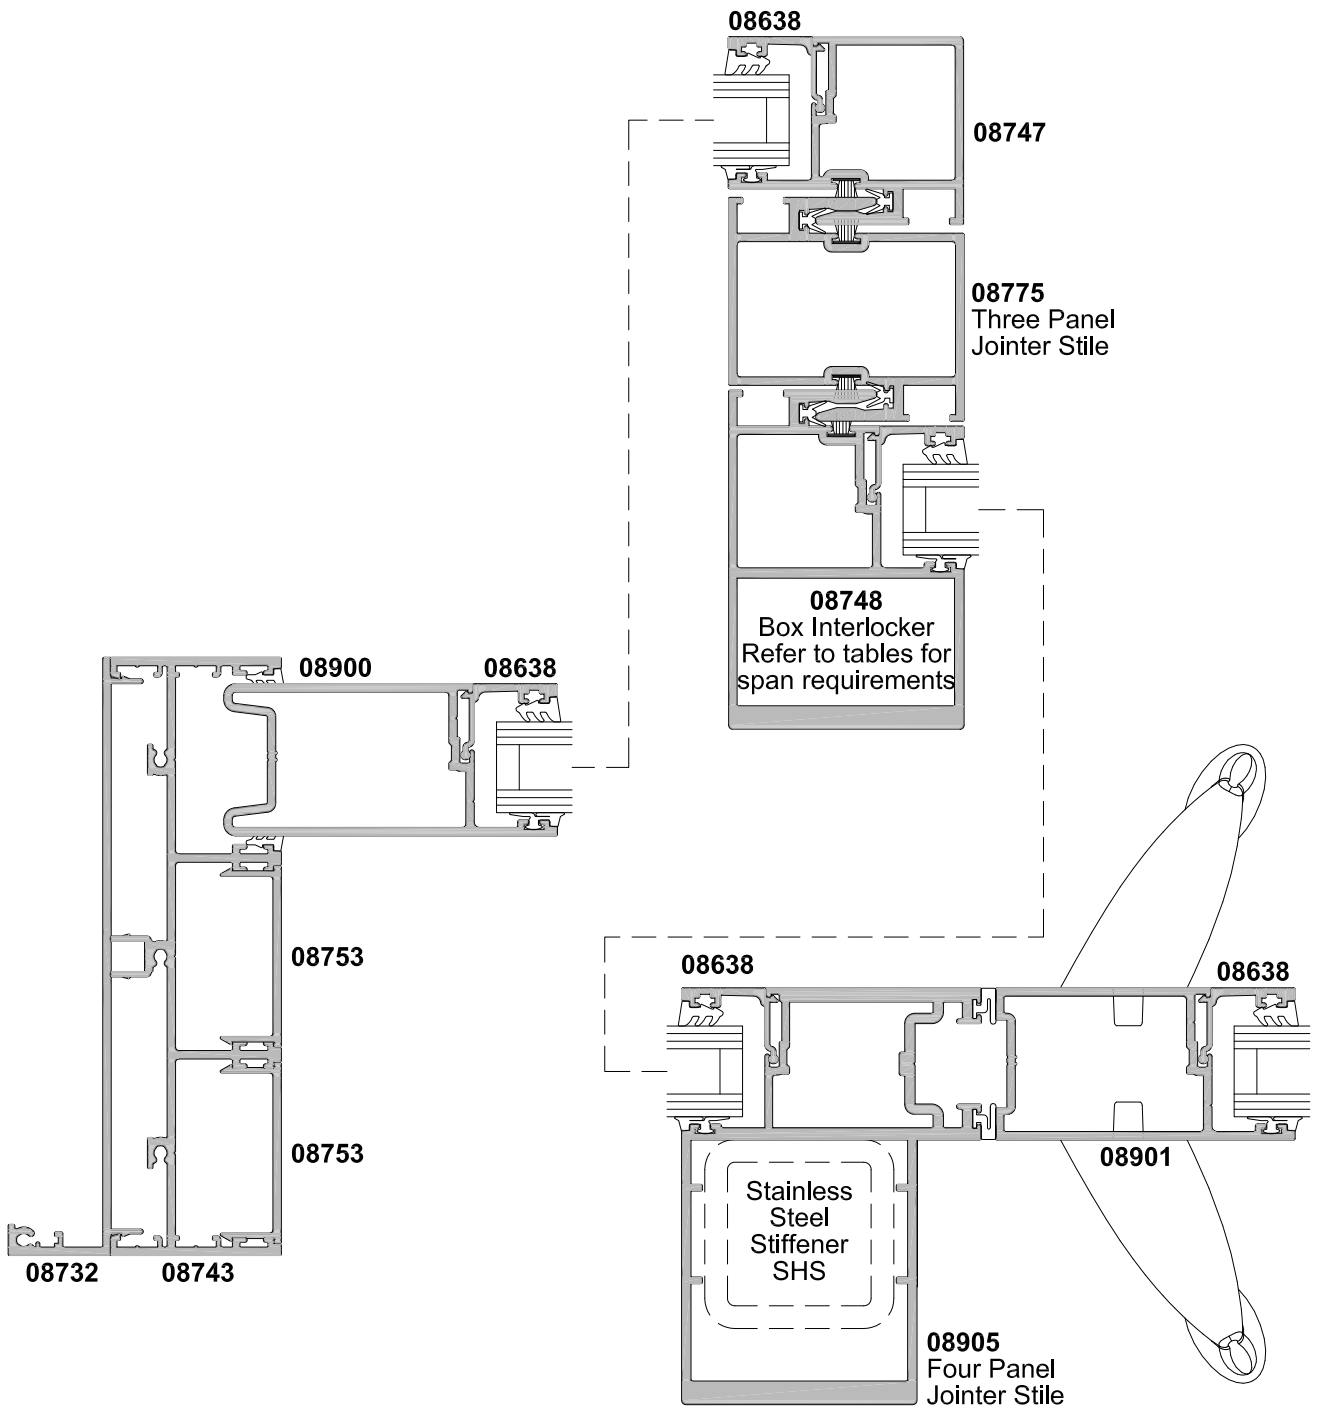 08638
08747
08775
Three Panel
Jointer Stile
08748
Box Interlocker
Refer to tables for
span requirements
08900
08638
08753
08753
08732
08743
08638
08638
08901
Stainless
Steel
Stiffener
SHS
08905
Four Panel
Jointer Stile